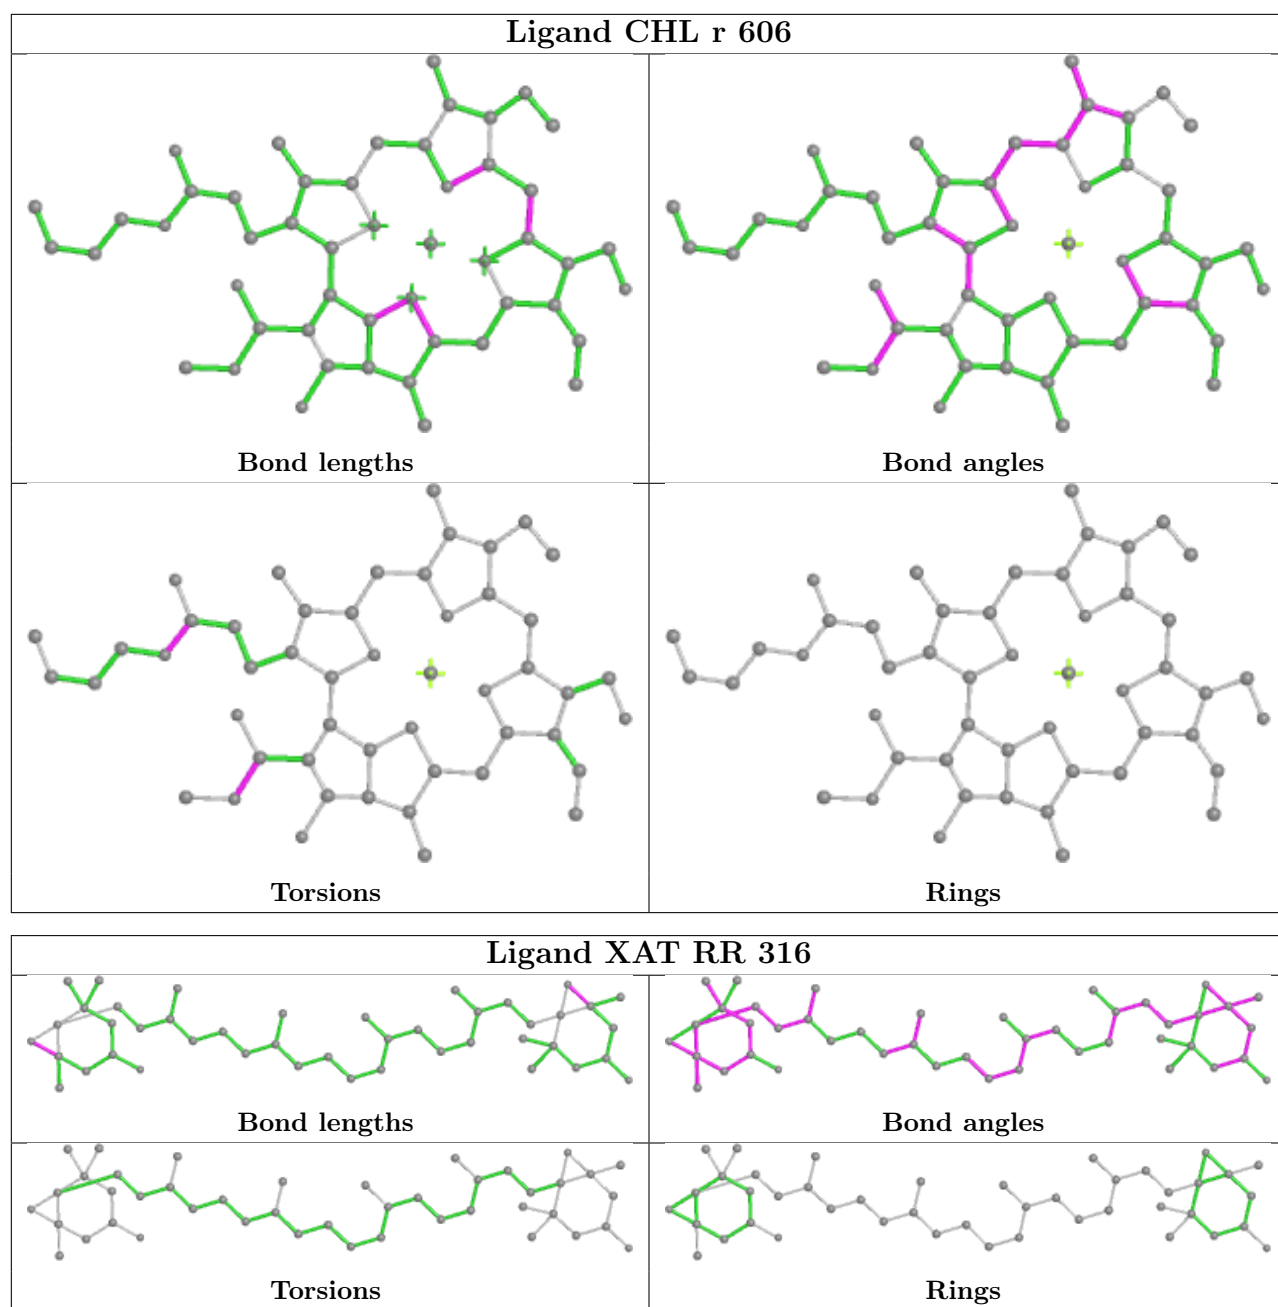 Ligand CHL r 606
Bond lengths
Bond angles
Torsions
Rings
Ligand XAT RR 316
Bond lengths
Bond angles
Torsions
Rings